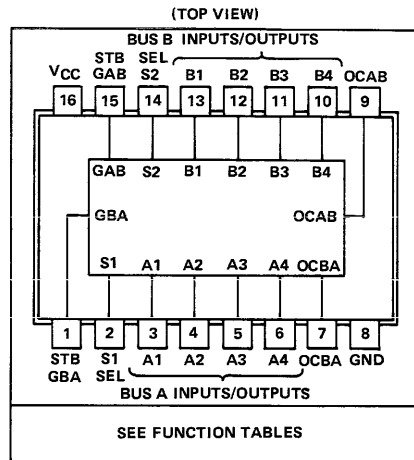 (TOP VIEW)
BUS B INPUTS/OUTPUTS
STB SEL
VCC GAB S2 B1 B2 B3 B4 OCAB
16 15 14 13 12 11 10 9
GAB S2 B1 B2 B3 B4
GBA OCAB
S1 A1 A2 A3 A4 OCBA
1 2 3 4 5 6 7 8
STB S1 A1 A2 A3 A4 OCBA GND
GBA SEL
BUS A INPUTS/OUTPUTS
SEE FUNCTION TABLES